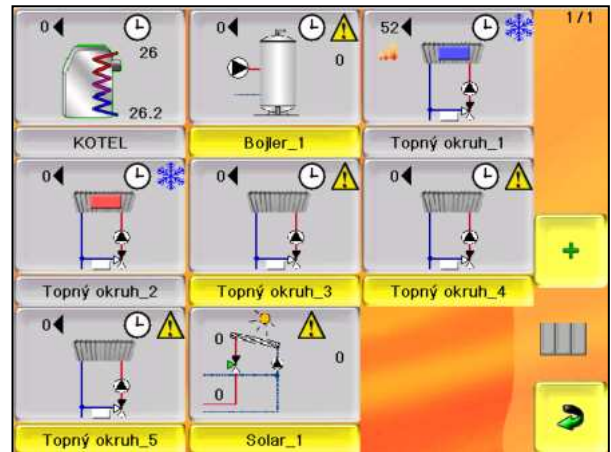 0 26 26.2
KOTEL
0 0
Bojler_1
52
Topný okruh_1
1/1
0
Topný okruh_2
0
Topný okruh_3
0
Topný okruh_4
+
0
Topný okruh_5
0 0 0
Solar_1